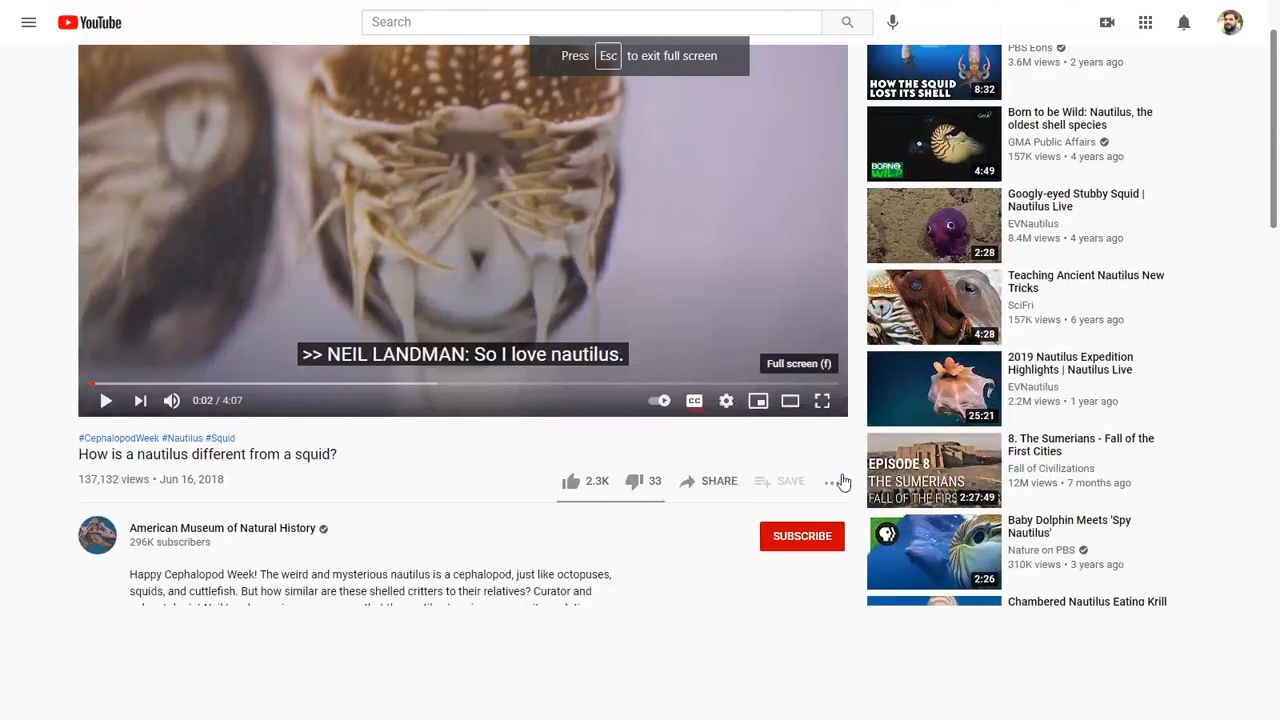 YouTube
Search
Press Esc to exit full screen
>> NEIL LANDMAN: So I love nautilus.
Full screen (f)
0:02 / 4:07
CC
#CephalopodWeek #Nautilus #Squid
How is a nautilus different from a squid?
137,132 views • Jun 16, 2018
2.3K
33
SHARE
SAVE
American Museum of Natural History
296K subscribers
SUBSCRIBE
Happy Cephalopod Week! The weird and mysterious nautilus is a cephalopod, just like octopuses,
squids, and cuttlefish. But how similar are these shelled critters to their relatives? Curator and
PBS Eons
3.6M views • 2 years ago
HOW THE SQUID
LOST ITS SHELL
8:32
Born to be Wild: Nautilus, the
oldest shell species
GMA Public Affairs
157K views • 4 years ago
GMA
BORN
WILD
4:49
Googly-eyed Stubby Squid |
Nautilus Live
EVNautilus
8.4M views • 4 years ago
2:28
Teaching Ancient Nautilus New
Tricks
SciFri
157K views • 6 years ago
4:28
2019 Nautilus Expedition
Highlights | Nautilus Live
EVNautilus
2.2M views • 1 year ago
25:21
8. The Sumerians - Fall of the
First Cities
Fall of Civilizations
12M views • 7 months ago
EPISODE 8
THE SUMERIANS
FALL OF THE FIRS
2:27:49
Baby Dolphin Meets 'Spy
Nautilus'
Nature on PBS
310K views • 3 years ago
2:26
Chambered Nautilus Eating Krill